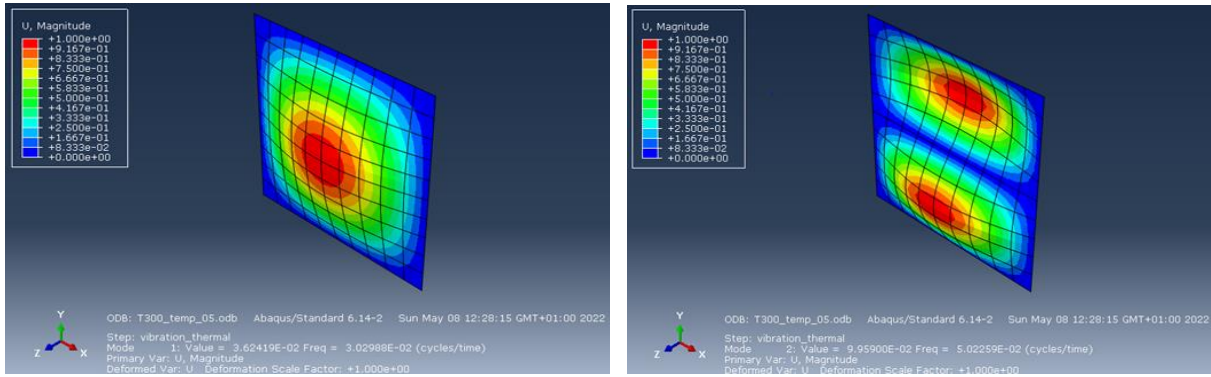 U, Magnitude
+1.000e+00
+9.167e-01
+8.333e-01
+7.500e-01
+6.667e-01
+5.833e-01
+5.000e-01
+4.167e-01
+3.333e-01
+2.500e-01
+1.667e-01
+8.333e-02
+0.000e+00
Y
Z X
ODB: T300_temp_05.odb Abaqus/Standard 6.14-2 Sun May 08 12:28:15 GMT+01:00 2022
Step: vibration_thermal
Mode 1: Value = 3.62419E-02 Freq = 3.02988E-02 (cycles/time)
Primary Var: U, Magnitude
Deformed Var: U Deformation Scale Factor: +1.000e+00
U, Magnitude
+1.000e+00
+9.167e-01
+8.333e-01
+7.500e-01
+6.667e-01
+5.833e-01
+5.000e-01
+4.167e-01
+3.333e-01
+2.500e-01
+1.667e-01
+8.333e-02
+0.000e+00
Y
Z X
ODB: T300_temp_05.odb Abaqus/Standard 6.14-2 Sun May 08 12:28:15 GMT+01:00 2022
Step: vibration_thermal
Mode 2: Value = 9.95900E-02 Freq = 5.02259E-02 (cycles/time)
Primary Var: U, Magnitude
Deformed Var: U Deformation Scale Factor: +1.000e+00